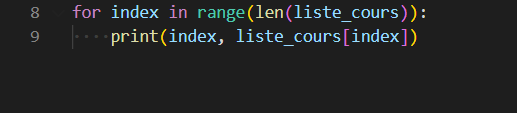 8 for index in range(len(liste_cours)):
9     print(index, liste_cours[index])